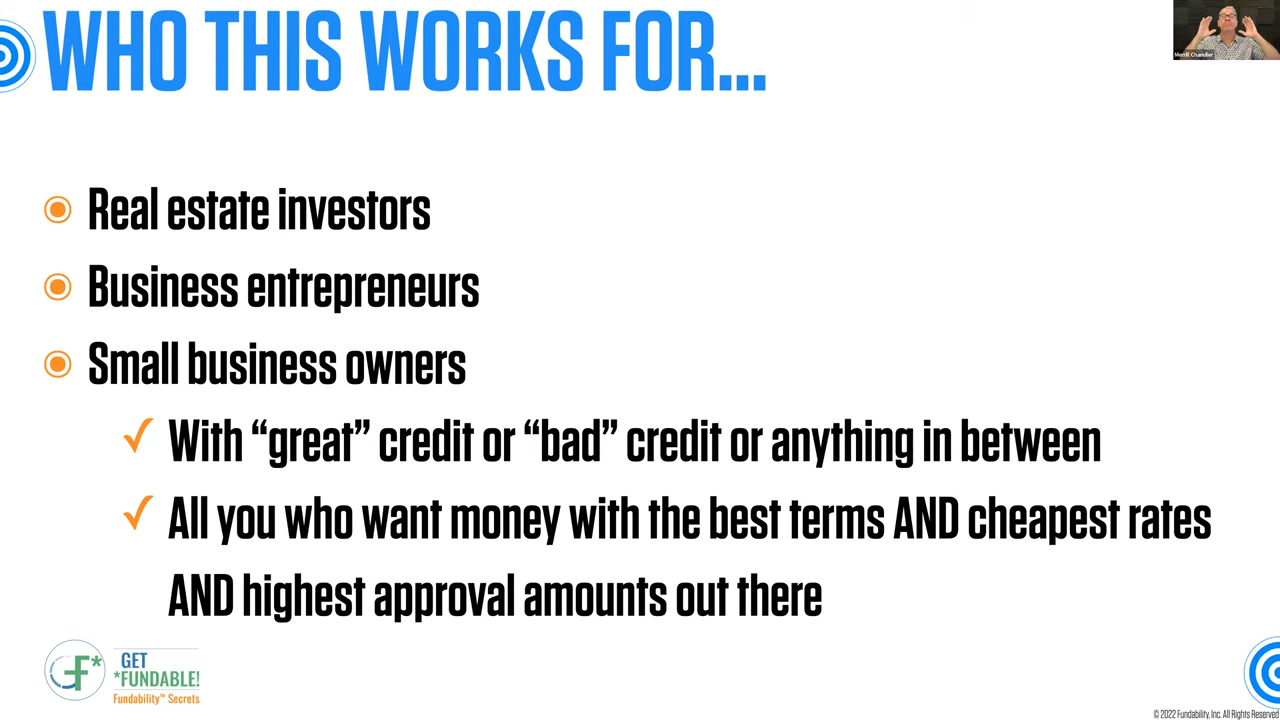 WHO THIS WORKS FOR...
Merrill Chandler
Real estate investors
Business entrepreneurs
Small business owners
With “great” credit or “bad” credit or anything in between
All you who want money with the best terms AND cheapest rates
AND highest approval amounts out there
F*
GET
*FUNDABLE!
Fundability™ Secrets
© 2022 Fundability, Inc. All Rights Reserved